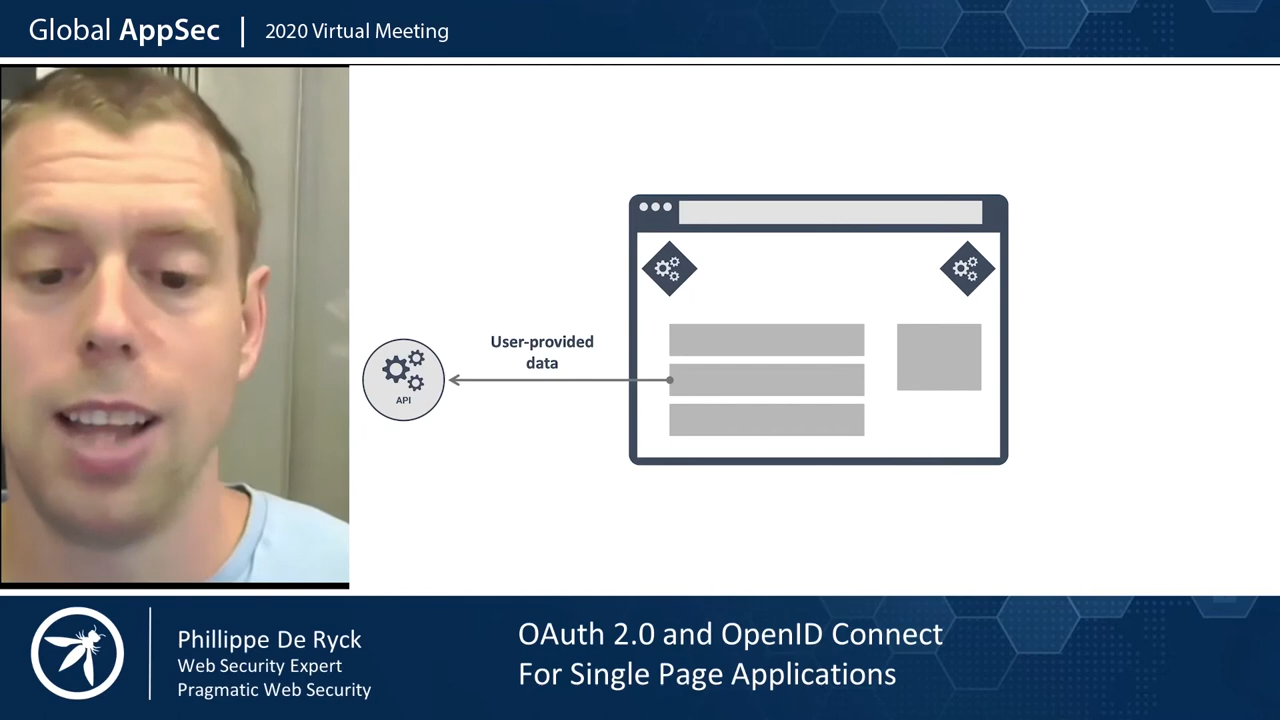 Global AppSec
2020 Virtual Meeting
User-provided
data
API
Phillippe De Ryck
Web Security Expert
Pragmatic Web Security
OAuth 2.0 and OpenID Connect
For Single Page Applications